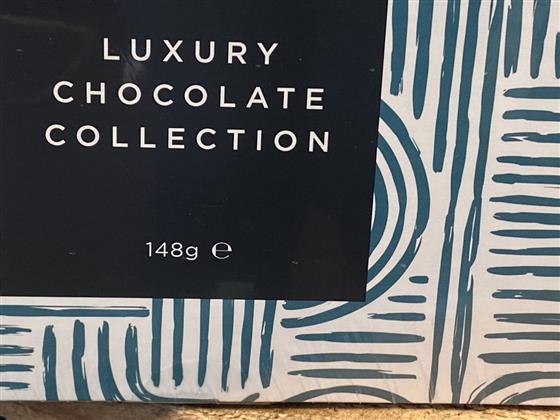 LUXURY
CHOCOLATE
COLLECTION
148g ℮